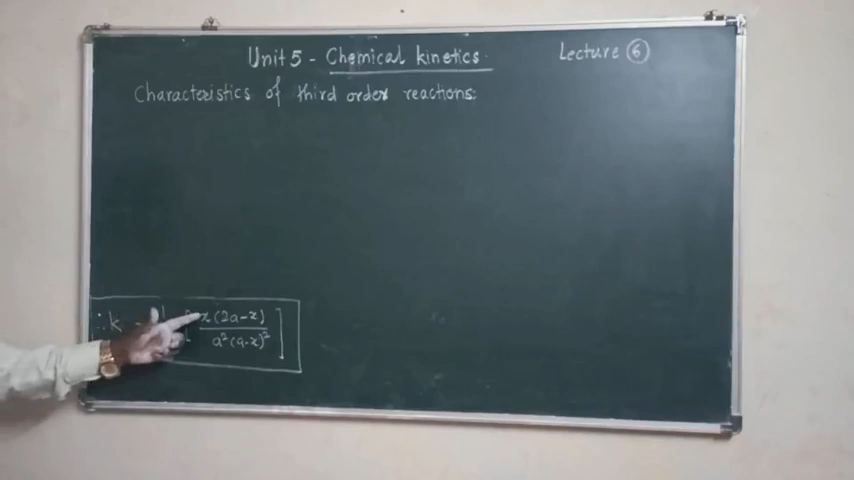 Unit 5 - Chemical kinetics. Lecture 6
Characteristics of third order reactions:
∴ k [x(2a-x) / a²(a-x)²]